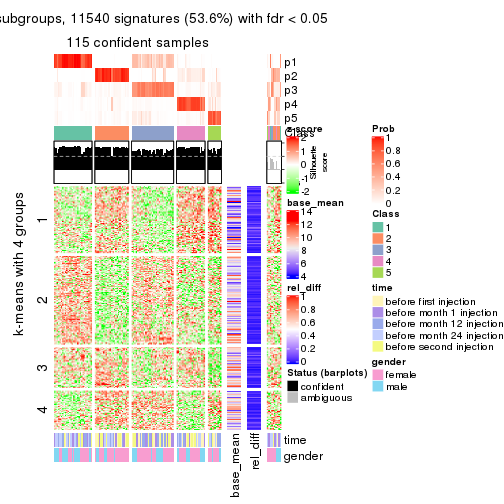 subgroups, 11540 signatures (53.6%) with fdr < 0.05
115 confident samples
p1
p2
p3
p4
p5
Class
Silhouette
score
k-means with 4 groups
1
2
3
4
time
gender
base_mean
rel_diff
z-score
2
1
0
-1
-2
base_mean
14
12
10
8
6
4
rel_diff
1
0.8
0.6
0.4
0.2
0
Status (barplots)
confident
ambiguous
Prob
1
0.8
0.6
0.4
0.2
0
Class
1
2
3
4
5
time
before first injection
before month 1 injection
before month 12 injection
before month 24 injection
before second injection
gender
female
male